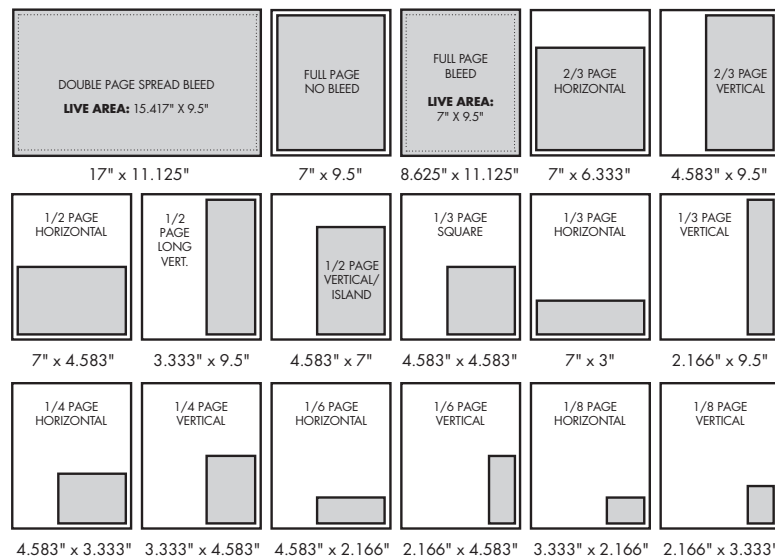 DOUBLE PAGE SPREAD BLEED
LIVE AREA: 15.417" X 9.5"
17" x 11.125"
FULL PAGE
NO BLEED
7" x 9.5"
FULL PAGE
BLEED
LIVE AREA:
7" X 9.5"
8.625" x 11.125"
2/3 PAGE
HORIZONTAL
7" x 6.333"
2/3 PAGE
VERTICAL
4.583" x 9.5"
1/2 PAGE
HORIZONTAL
7" x 4.583"
1/2
PAGE
LONG
VERT.
3.333" x 9.5"
1/2 PAGE
VERTICAL/
ISLAND
4.583" x 7"
1/3 PAGE
SQUARE
4.583" x 4.583"
1/3 PAGE
HORIZONTAL
7" x 3"
1/3 PAGE
VERTICAL
2.166" x 9.5"
1/4 PAGE
HORIZONTAL
4.583" x 3.333"
1/4 PAGE
VERTICAL
3.333" x 4.583"
1/6 PAGE
HORIZONTAL
4.583" x 2.166"
1/6 PAGE
VERTICAL
2.166" x 4.583"
1/8 PAGE
HORIZONTAL
3.333" x 2.166"
1/8 PAGE
VERTICAL
2.166" x 3.333"